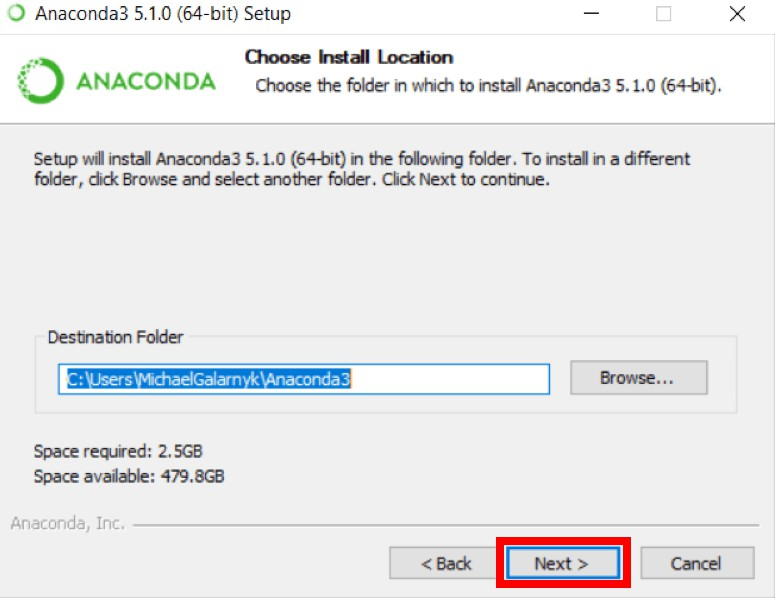 Anaconda3 5.1.0 (64-bit) Setup
Choose Install Location
Choose the folder in which to install Anaconda3 5.1.0 (64-bit).
ANACONDA
Setup will install Anaconda3 5.1.0 (64-bit) in the following folder. To install in a different
folder, click Browse and select another folder. Click Next to continue.
Destination Folder
C:\Users\MichaelGalarnyk\Anaconda3
Browse...
Space required: 2.5GB
Space available: 479.8GB
Anaconda, Inc.
< Back
Next >
Cancel